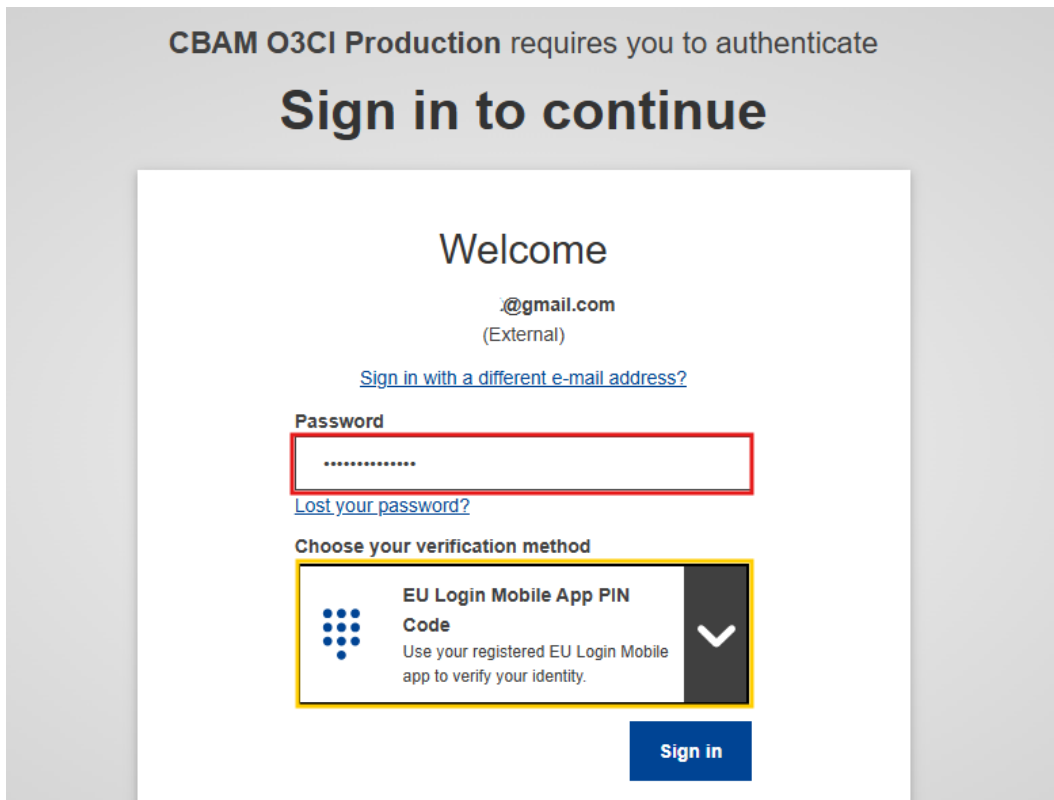 CBAM O3CI Production requires you to authenticate
Sign in to continue
Welcome
@gmail.com
(External)
Sign in with a different e-mail address?
Password
••••••••••••••
Lost your password?
Choose your verification method
EU Login Mobile App PIN
Code
Use your registered EU Login Mobile
app to verify your identity.
Sign in